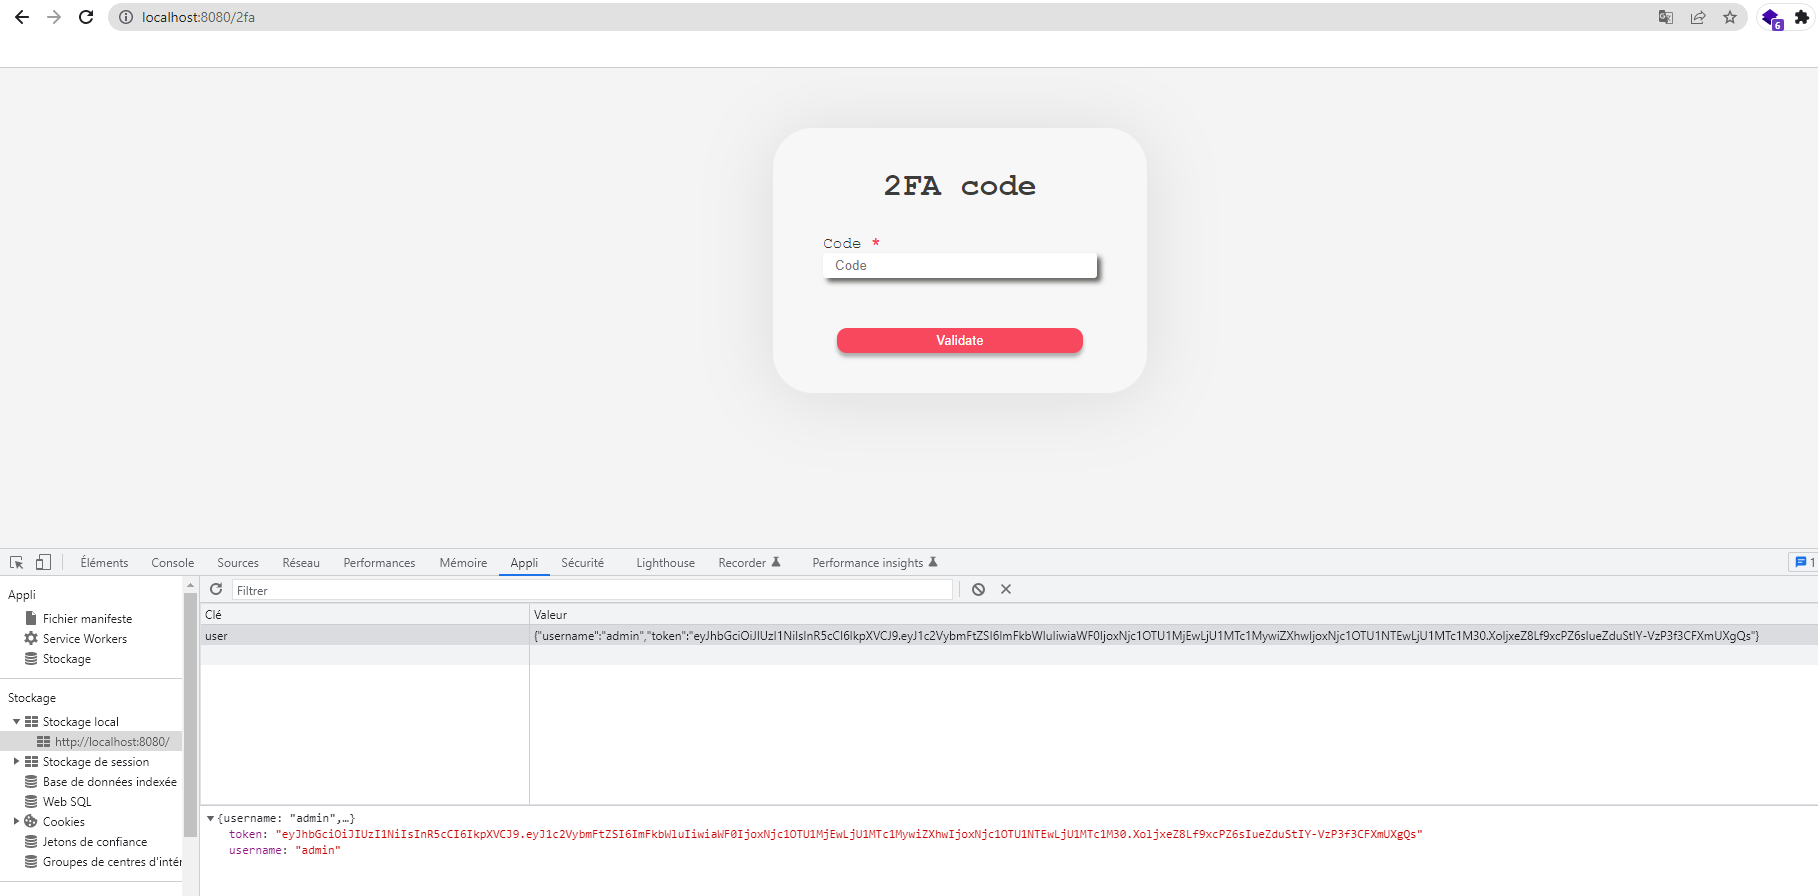 localhost:8080/2fa
6
2FA code
Code *
Code
Validate
Éléments Console Sources Réseau Performances Mémoire Appli Sécurité Lighthouse Recorder Performance insights 1
Appli
Fichier manifeste
Service Workers
Stockage
Stockage
Stockage local
http://localhost:8080/
Stockage de session
Base de données indexée
Web SQL
Cookies
Jetons de confiance
Groupes de centres d'intér
Filtrer
Clé Valeur
user {"username":"admin","token":"eyJhbGciOiJIUzI1NiIsInR5cCI6IkpXVCJ9.eyJ1c2VybmFtZSI6ImFkbWluIiwiaWF0IjoxNjc1OTU1MjEwLjU1MTc1MywiZXhwIjoxNjc1OTU1NTEwLjU1MTc1M30.XoljxeZ8Lf9xcPZ6sIueZduStIY-VzP3f3CFXmUXgQs"}
{username: "admin",…}
token: "eyJhbGciOiJIUzI1NiIsInR5cCI6IkpXVCJ9.eyJ1c2VybmFtZSI6ImFkbWluIiwiaWF0IjoxNjc1OTU1MjEwLjU1MTc1MywiZXhwIjoxNjc1OTU1NTEwLjU1MTc1M30.XoljxeZ8Lf9xcPZ6sIueZduStIY-VzP3f3CFXmUXgQs"
username: "admin"